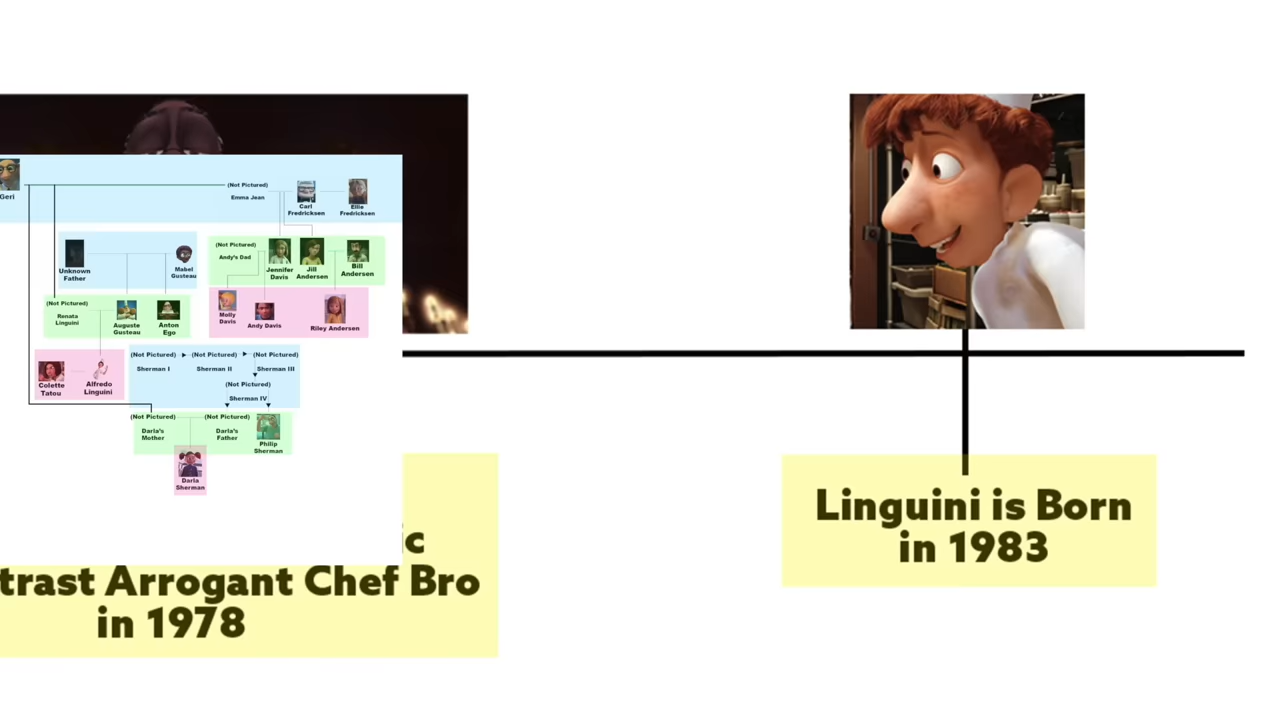 Geri
(Not Pictured)
Emma Jean
Carl
Fredricksen
Ellie
Fredricksen
Unknown
Father
Mabel
Gusteau
(Not Pictured)
Andy's Dad
Jennifer
Davis
Jill
Andersen
Bill
Andersen
(Not Pictured)
Renata
Linguini
Auguste
Gusteau
Anton
Ego
Molly
Davis
Andy Davis
Riley Andersen
Colette
Tatou
Alfredo
Linguini
(Not Pictured)
Sherman I
(Not Pictured)
Sherman II
(Not Pictured)
Sherman III
(Not Pictured)
Sherman IV
(Not Pictured)
Darla's
Mother
(Not Pictured)
Darla's
Father
Philip
Sherman
Darla
Sherman
ic
trast Arrogant Chef Bro
in 1978
Linguini is Born
in 1983